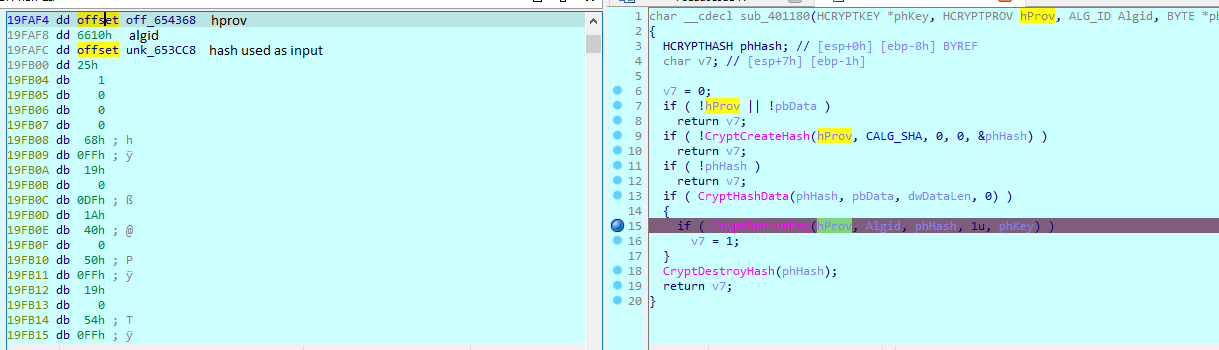 19FAF4 dd offset off_654368 hprov
19FAF8 dd 6610h algid
19FAFC dd offset unk_653CC8 hash used as input
19FB00 dd 25h
19FB04 db 1
19FB05 db 0
19FB06 db 0
19FB07 db 0
19FB08 db 68h ; h
19FB09 db 0FFh ; ÿ
19FB0A db 19h
19FB0B db 0
19FB0C db 0DFh ; ß
19FB0D db 1Ah
19FB0E db 40h ; @
19FB0F db 0
19FB10 db 50h ; P
19FB11 db 0FFh ; ÿ
19FB12 db 19h
19FB13 db 0
19FB14 db 54h ; T
19FB15 db 0FFh ; ÿ
1 char __cdecl sub_401180(HCRYPTKEY *phKey, HCRYPTPROV hProv, ALG_ID Algid, BYTE
2 {
3 HCRYPTHASH phHash; // [esp+0h] [ebp-8h] BYREF
4 char v7; // [esp+7h] [ebp-1h]
5
6 v7 = 0;
7 if ( !hProv || !pbData )
8 return v7;
9 if ( !CryptCreateHash(hProv, CALG_SHA, 0, 0, &phHash) )
10 return v7;
11 if ( !phHash )
12 return v7;
13 if ( CryptHashData(phHash, pbData, dwDataLen, 0) )
14 {
15 if ( CryptDeriveKey(hProv, Algid, phHash, 1u, phKey) )
16 v7 = 1;
17 }
18 CryptDestroyHash(phHash);
19 return v7;
20 }